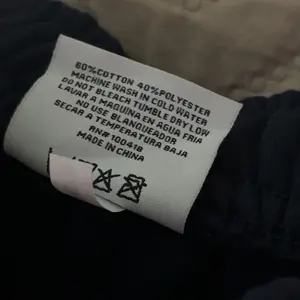 60%COTTON 40%POLYESTER
MACHINE WASH IN COLD WATER
DO NOT BLEACH TUMBLE DRY LOW
LAVAR A MAQUINA EN AGUA FRIA
NO USE BLANQUEADOR
SECAR A TEMPERATURA BAJA
RN# 100418
MADE IN CHINA